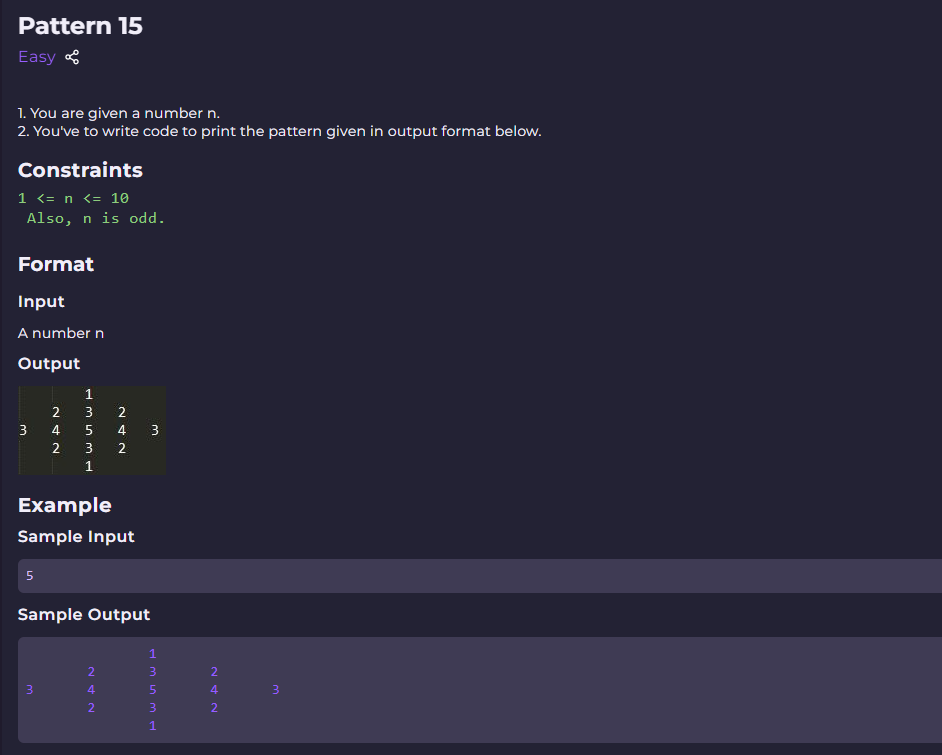 Pattern 15
Easy
1. You are given a number n.
2. You've to write code to print the pattern given in output format below.
Constraints
1 <= n <= 10
Also, n is odd.
Format
Input
A number n
Output
1
2 3 2
3 4 5 4 3
2 3 2
1
Example
Sample Input
5
Sample Output
1
2 3 2
3 4 5 4 3
2 3 2
1